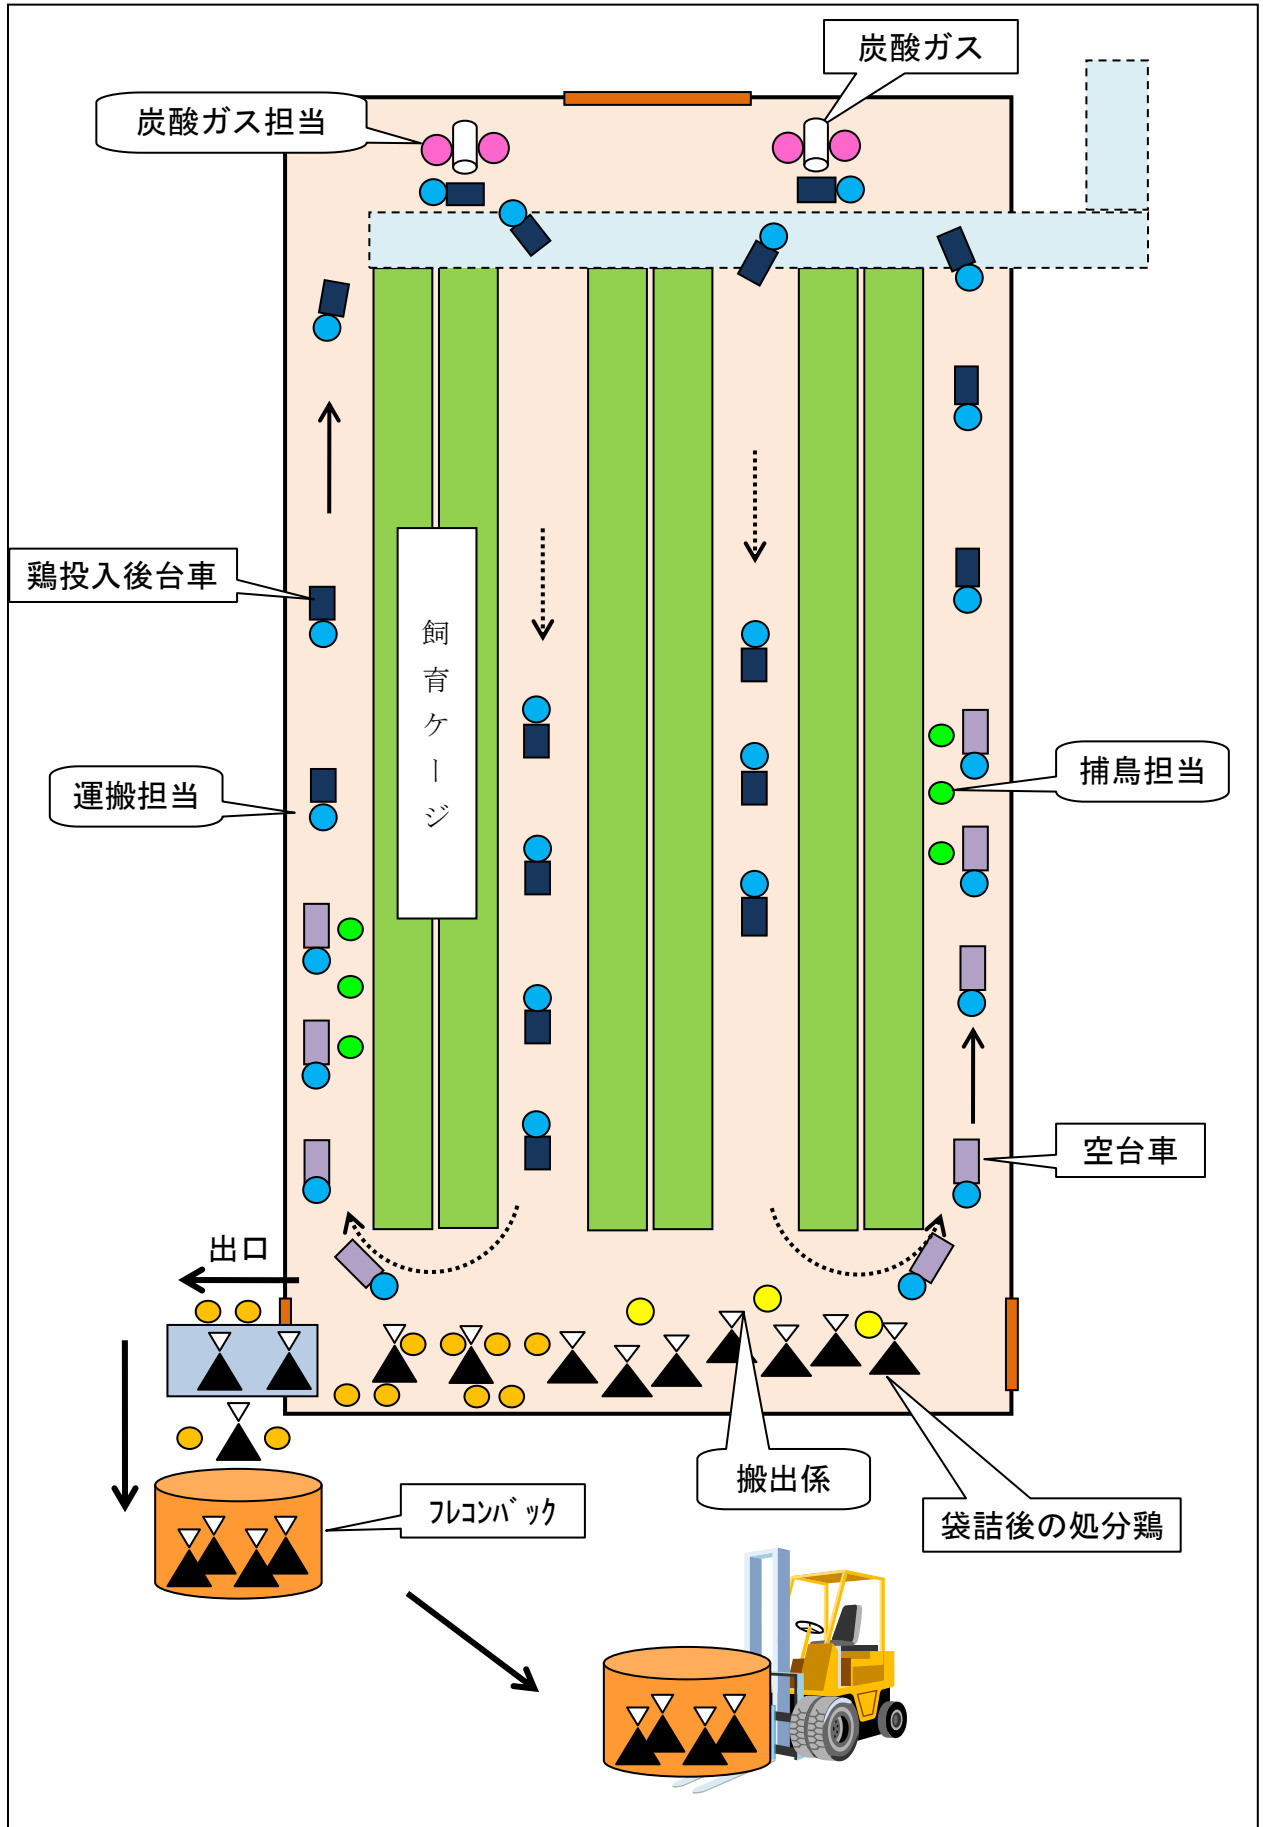 炭酸ガス
炭酸ガス担当
鶏投入後台車
飼育ケージ
運搬担当
捕鳥担当
空台車
出口
搬出係
袋詰後の処分鶏
ﾌﾚｺﾝﾊﾞｯｸ